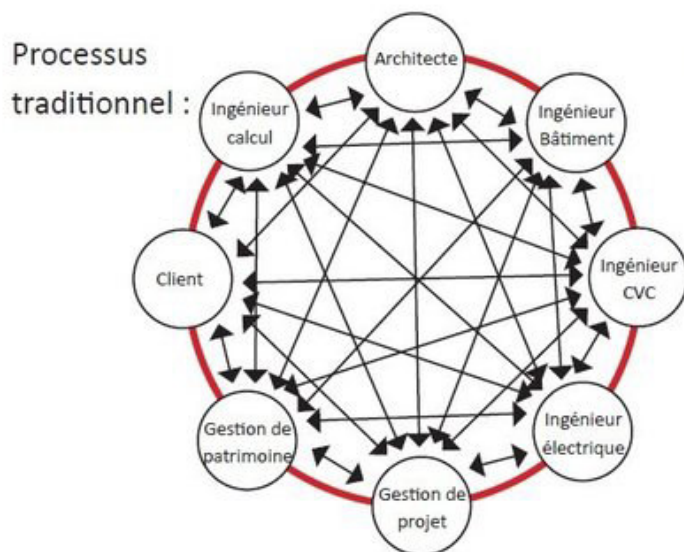 Processus
traditionnel :
Architecte
Ingénieur
calcul
Ingénieur
Bâtiment
Client
Ingénieur
CVC
Gestion de
patrimoine
Ingénieur
électrique
Gestion de
projet